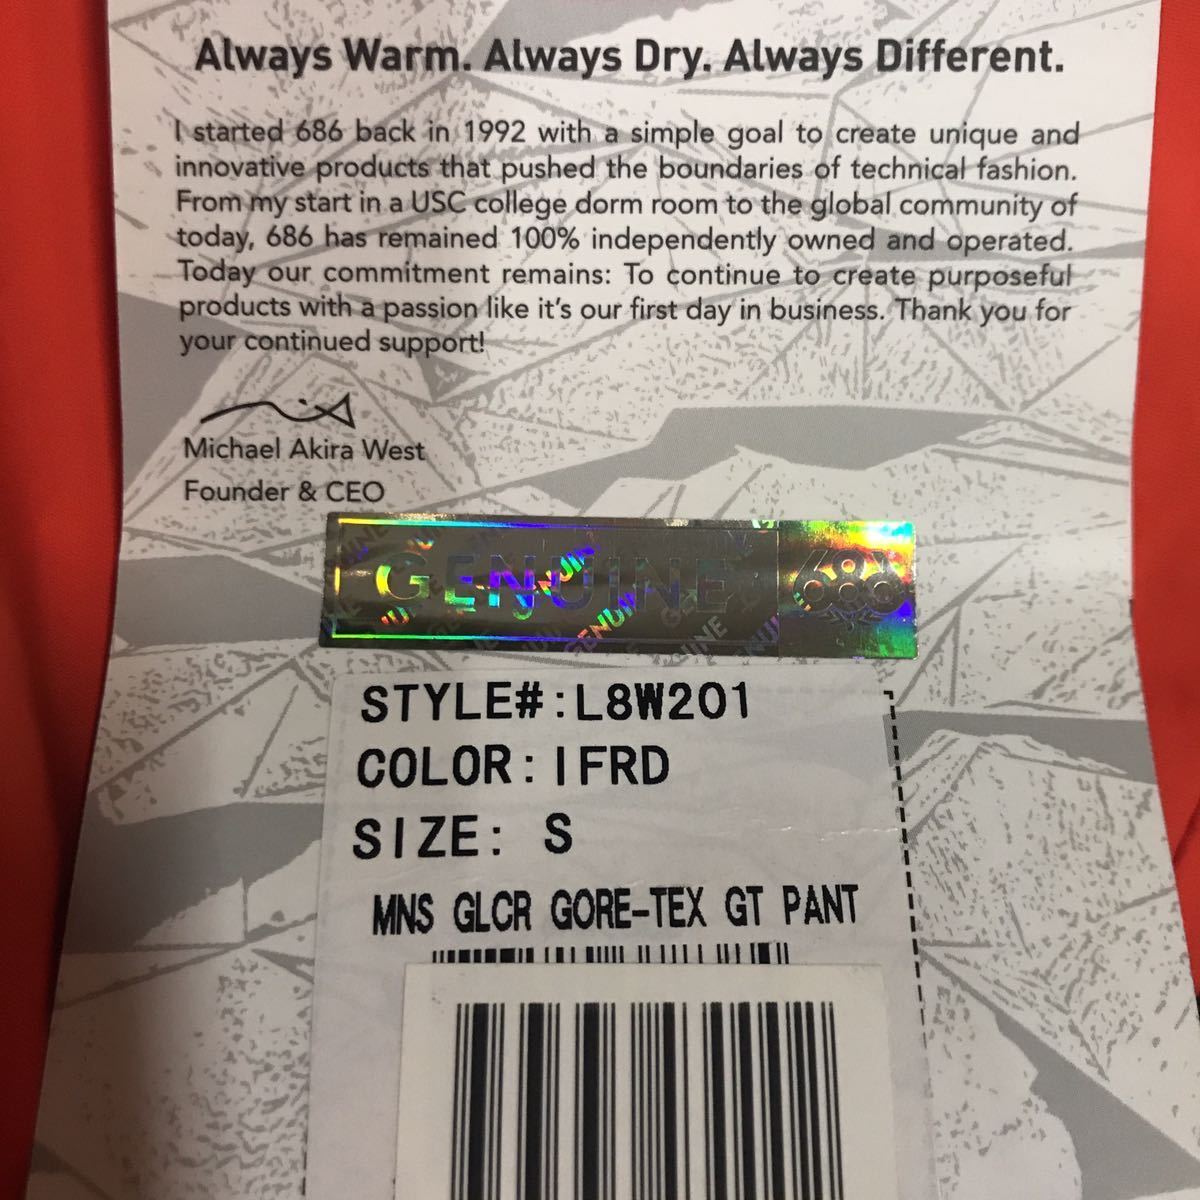 Always Warm. Always Dry. Always Different.
I started 686 back in 1992 with a simple goal to create unique and
innovative products that pushed the boundaries of technical fashion.
From my start in a USC college dorm room to the global community of
today, 686 has remained 100% independently owned and operated.
Today our commitment remains: To continue to create purposeful
products with a passion like it's our first day in business. Thank you for
your continued support!
Michael Akira West
Founder & CEO
GENUINE 686
STYLE#:L8W201
COLOR:IFRD
SIZE: S
MNS GLCR GORE-TEX GT PANT